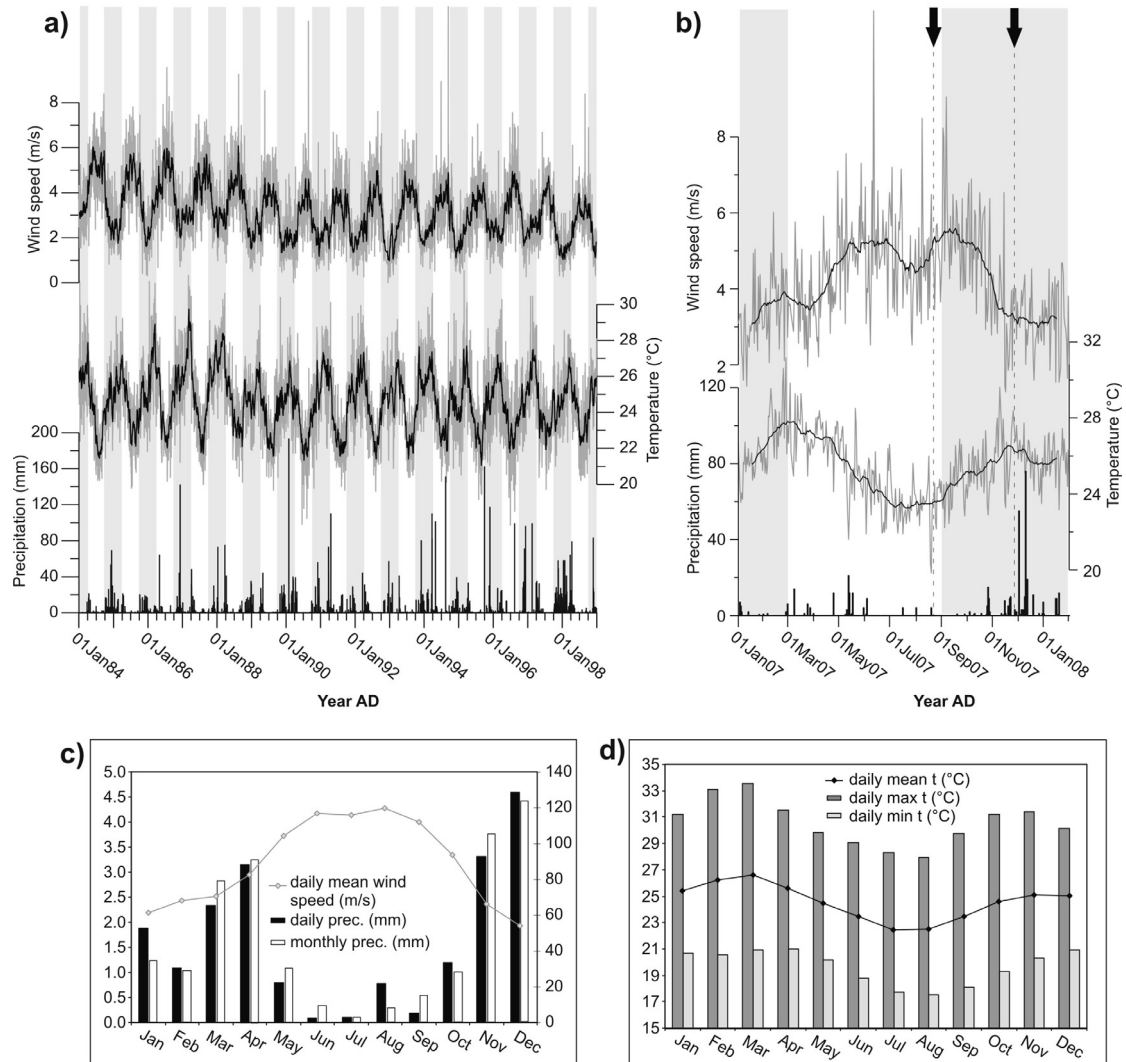 a)
8
6
4
2
0
Wind speed (m/s)
30
28
26
24
22
20
Temperature (°C)
200
160
120
80
40
0
Precipitation (mm)
01Jan84
01Jan86
01Jan88
01Jan90
01Jan92
01Jan94
01Jan96
01Jan98
Year AD
b)
8
6
4
2
Wind speed (m/s)
32
28
24
20
Temperature (°C)
120
80
40
0
Precipitation (mm)
01Jan07
01Mar07
01May07
01Jul07
01Sep07
01Nov07
01Jan08
Year AD
c)
5.0
4.5
4.0
3.5
3.0
2.5
2.0
1.5
1.0
0.5
0.0
140
120
100
80
60
40
20
0
daily mean wind
speed (m/s)
daily prec. (mm)
monthly prec. (mm)
Jan Feb Mar Apr May Jun Jul Aug Sep Oct Nov Dec
d)
35
33
31
29
27
25
23
21
19
17
15
daily mean t (°C)
daily max t (°C)
daily min t (°C)
Jan Feb Mar Apr May Jun Jul Aug Sep Oct Nov Dec